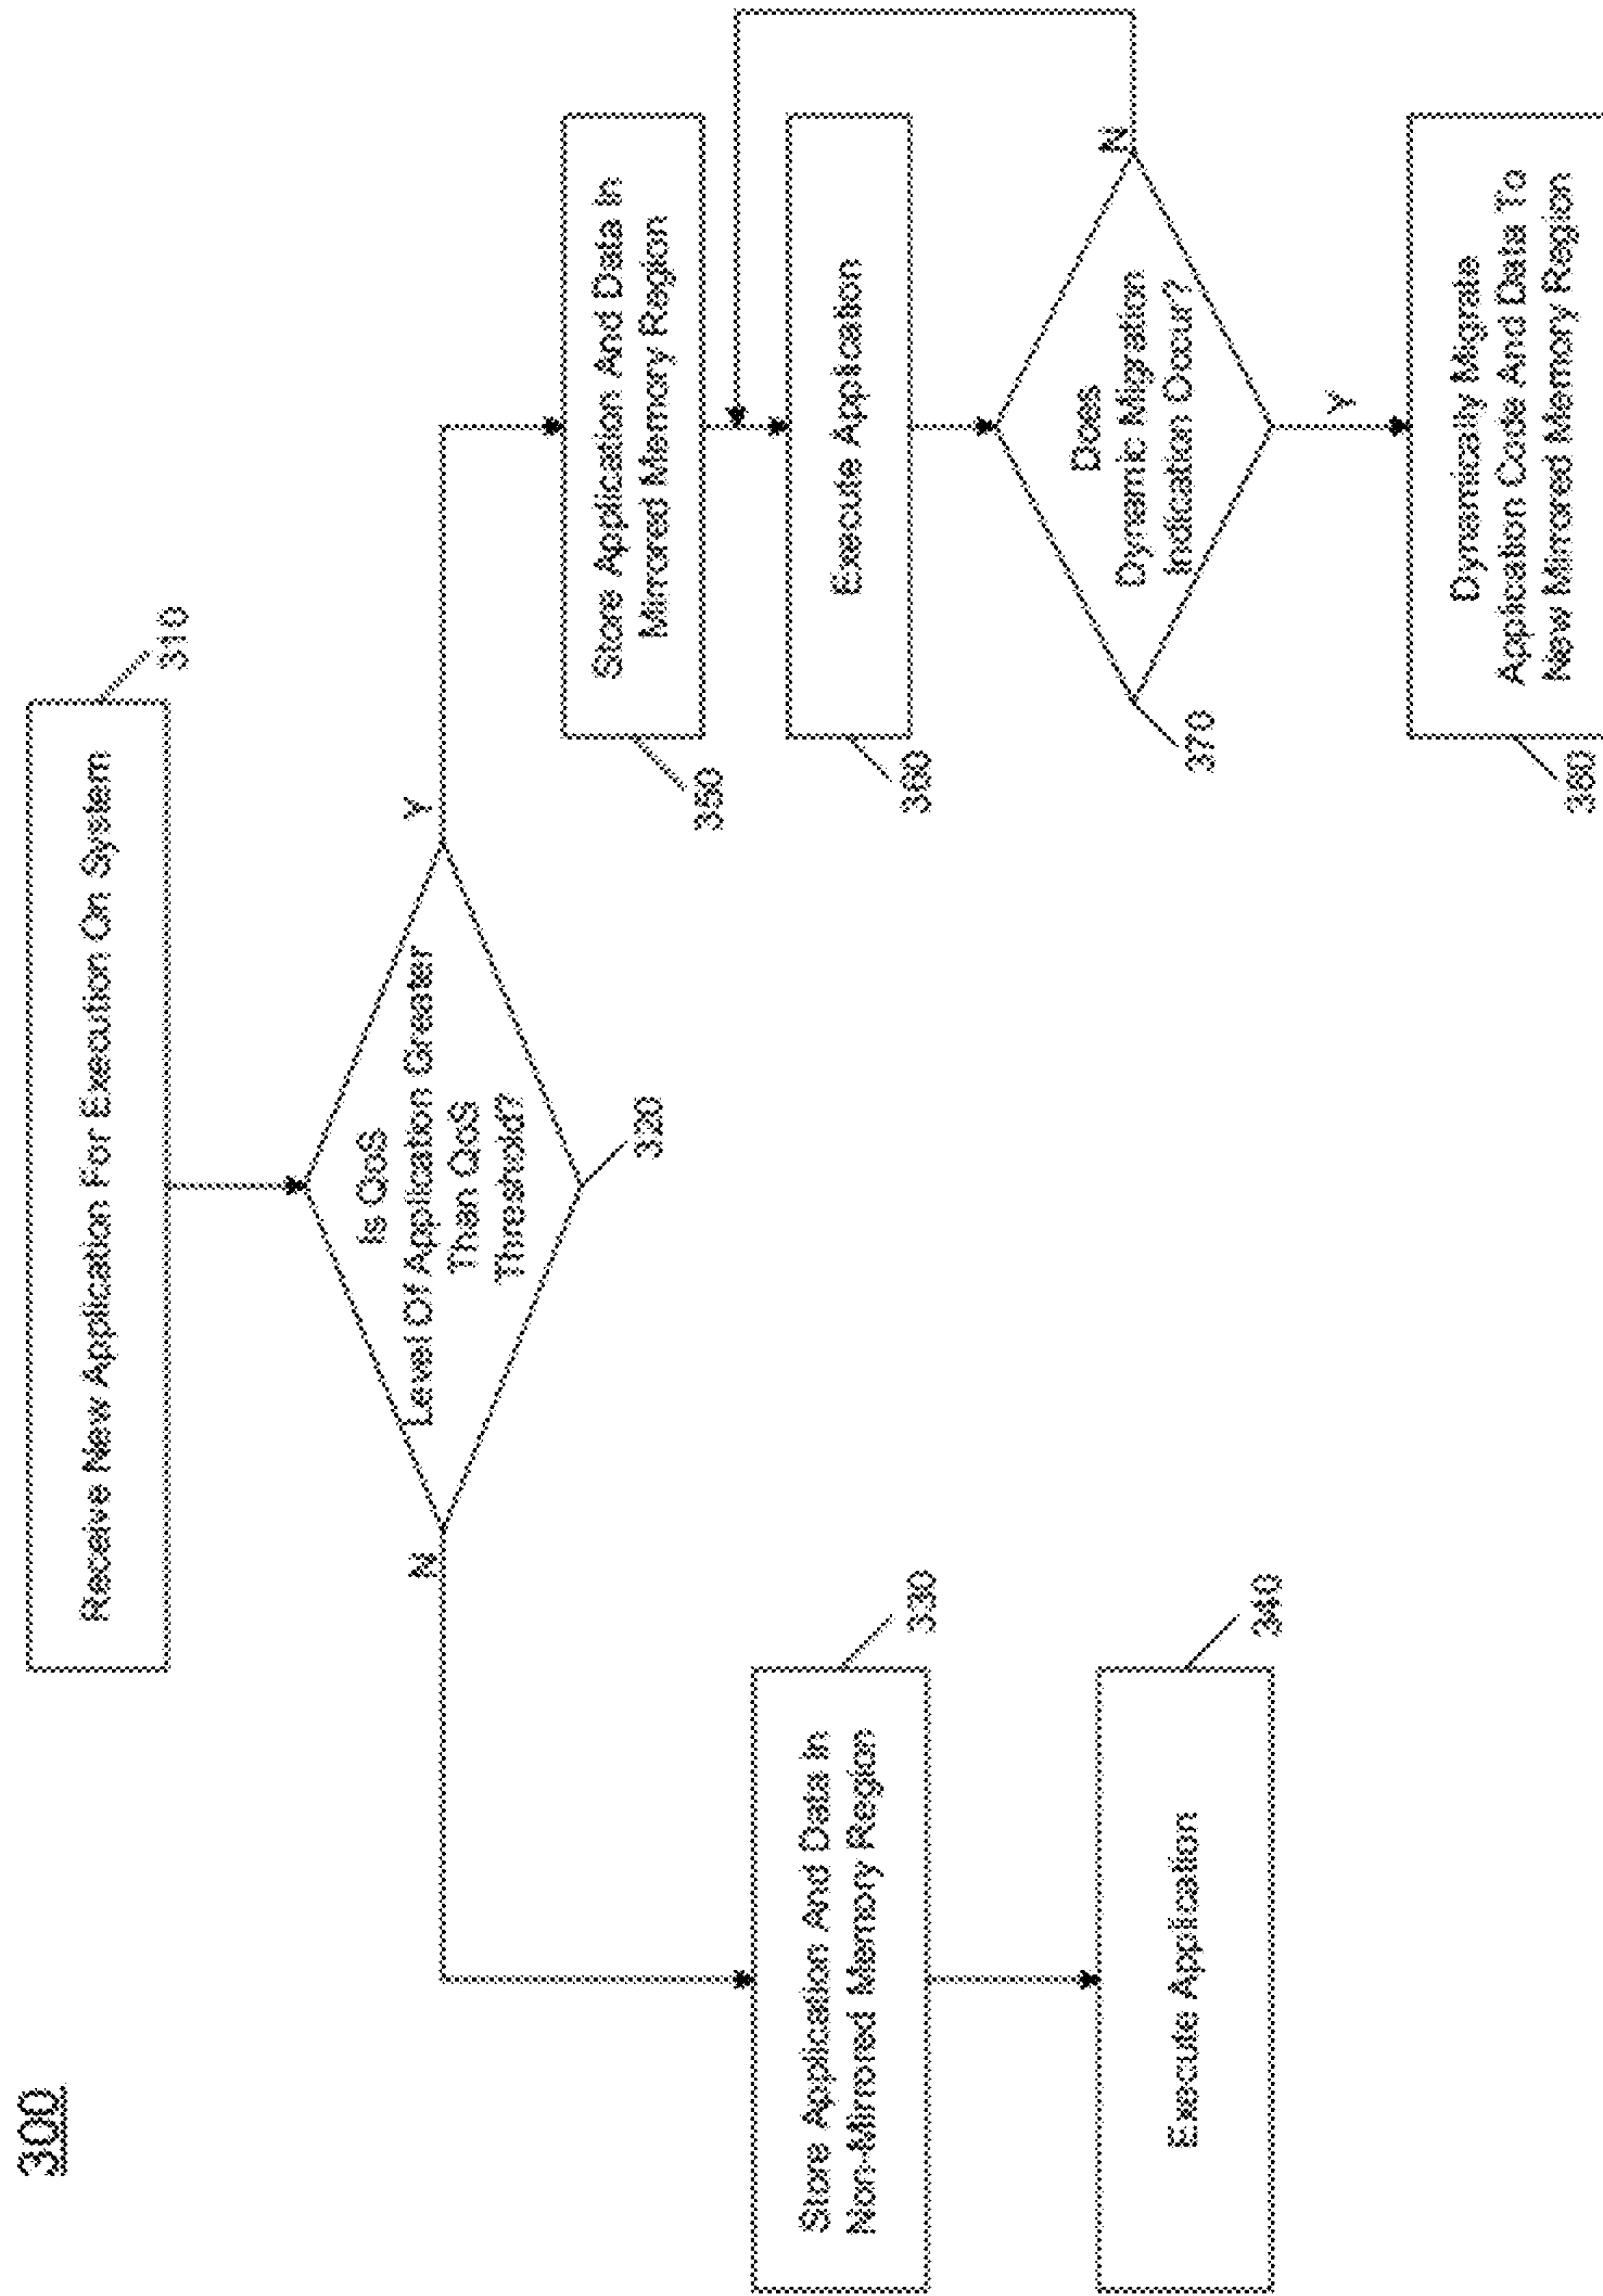 300
Receive New Application For Execution On System
310
Is QoS
Level Of Application Greater
Than QoS
Threshold?
320
N
Y
Store Application And Data In
Non-Mirrored Memory Region
330
Execute Application
340
Store Application And Data In
Mirrored Memory Region
350
Execute Application
360
Does
Dynamic Migration
Indication Occur?
370
N
Y
Dynamically Migrate
Application Code And Data To
New Mirrored Memory Region
380